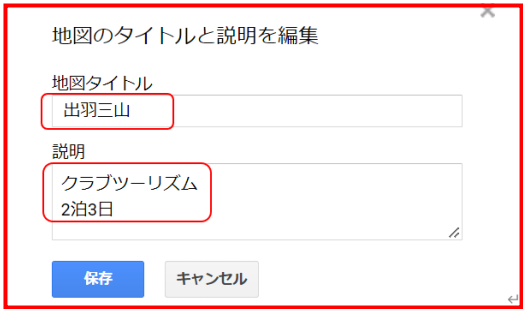 地図のタイトルと説明を編集
地図タイトル
出羽三山
説明
クラブツーリズム
2泊3日
保存
キャンセル